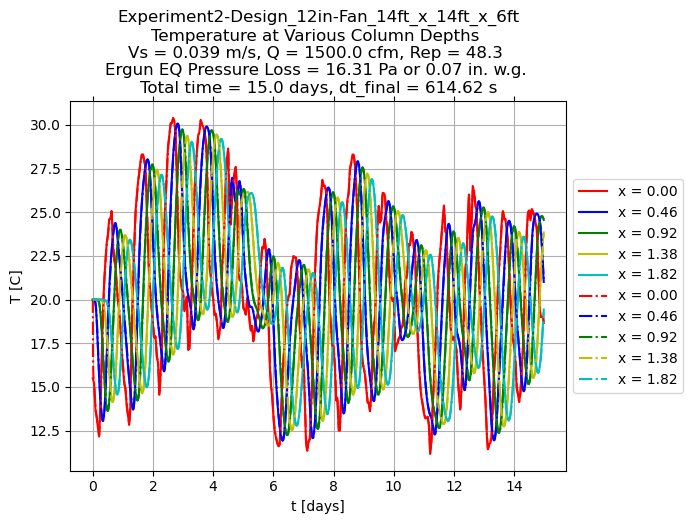 Experiment2-Design_12in-Fan_14ft_x_14ft_x_6ft
Temperature at Various Column Depths
Vs = 0.039 m/s, Q = 1500.0 cfm, Rep = 48.3
Ergun EQ Pressure Loss = 16.31 Pa or 0.07 in. w.g.
Total time = 15.0 days, dt_final = 614.62 s
30.0
27.5
25.0
22.5
20.0
17.5
15.0
12.5
T [C]
0 2 4 6 8 10 12 14
t [days]
x = 0.00
x = 0.46
x = 0.92
x = 1.38
x = 1.82
x = 0.00
x = 0.46
x = 0.92
x = 1.38
x = 1.82